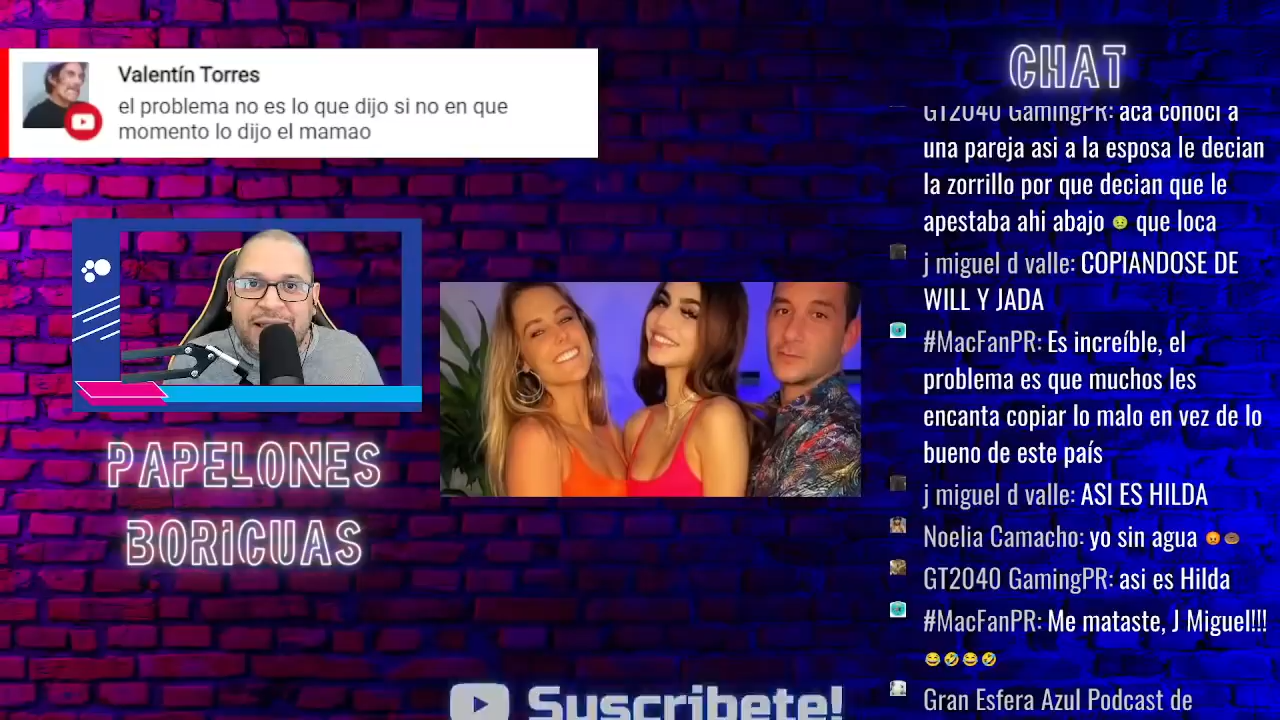 Valentín Torres
el problema no es lo que dijo si no en que
momento lo dijo el mamao
PAPELONES
BORICUAS
CHAT
GT2040 GamingPR: aca conoci a
una pareja asi a la esposa le decian
la zorrillo por que decian que le
apestaba ahi abajo 🤢 que loca
j miguel d valle: COPIANDOSE DE
WILL Y JADA
#MacFanPR: Es increíble, el
problema es que muchos les
encanta copiar lo malo en vez de lo
bueno de este país
j miguel d valle: ASI ES HILDA
Noelia Camacho: yo sin agua 😡
GT2040 GamingPR: asi es Hilda
#MacFanPR: Me mataste, J Miguel!!!
😂🤣😂🤣
Gran Esfera Azul Podcast de
Suscribete!